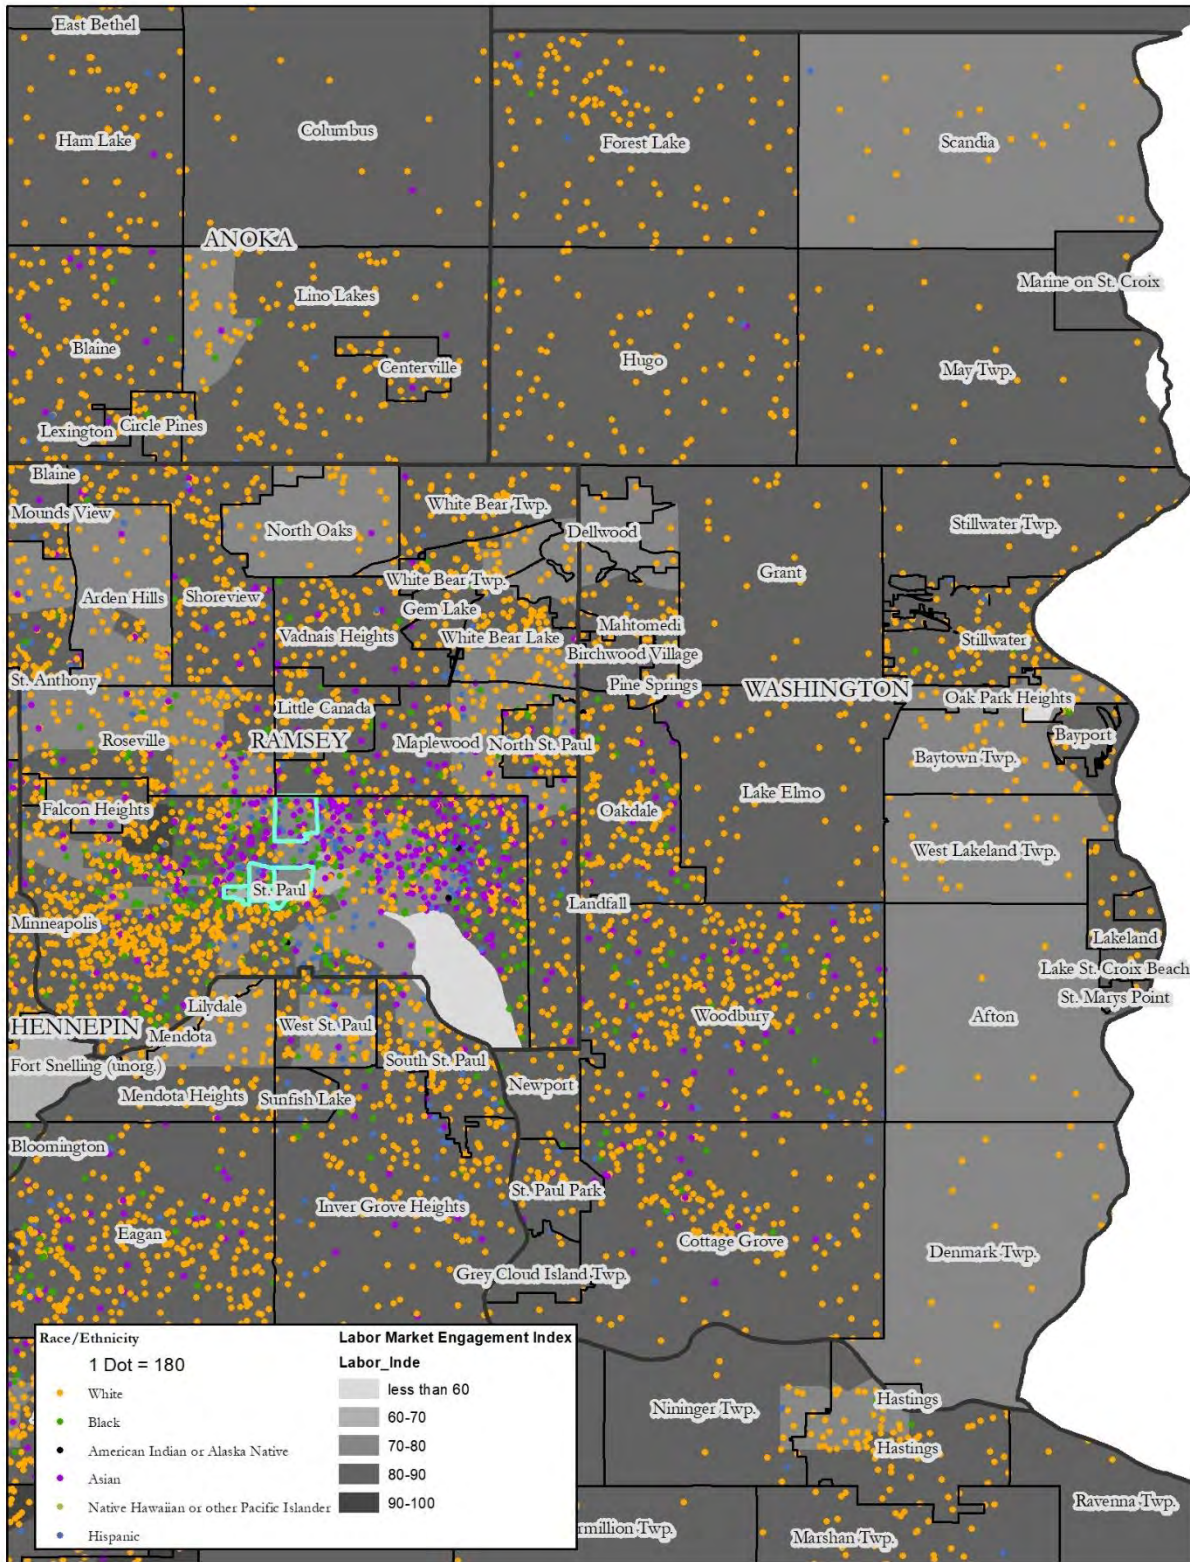 East Bethel
Ham Lake
Columbus
Forest Lake
Scandia
ANOKA
Marine on St. Croix
Lino Lakes
Blaine
Centerville
Hugo
May Twp.
Lexington
Circle Pines
Blaine
Mounds View
White Bear Twp.
Stillwater Twp.
North Oaks
Dellwood
Grant
White Bear Twp.
Arden Hills
Shoreview
Gem Lake
Vadnais Heights
White Bear Lake
Mahtomedi
Stillwater
Birchwood Village
St. Anthony
Pine Springs
WASHINGTON
Oak Park Heights
Little Canada
Roseville
RAMSEY
Maplewood
North St. Paul
Bayport
Baytown Twp.
Falcon Heights
Oakdale
Lake Elmo
West Lakeland Twp.
St. Paul
Landfall
Minneapolis
Lakeland
Lake St. Croix Beach
St. Marys Point
Lilydale
Woodbury
Afton
HENNEPIN
Mendota
West St. Paul
Fort Snelling (unorg.)
South St. Paul
Newport
Mendota Heights
Sunfish Lake
Bloomington
St. Paul Park
Inver Grove Heights
Eagan
Cottage Grove
Denmark Twp.
Grey Cloud Island Twp.
Race/Ethnicity
1 Dot = 180
White
Black
American Indian or Alaska Native
Asian
Native Hawaiian or other Pacific Islander
Hispanic
Labor Market Engagement Index
Labor_Inde
less than 60
60-70
70-80
80-90
90-100
Nininger Twp.
Hastings
Hastings
Ravenna Twp.
rmillion Twp.
Marshan Twp.